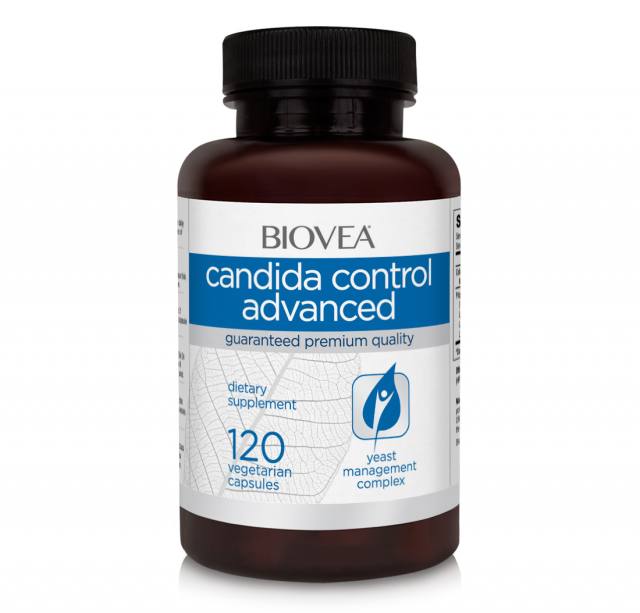 BIOVEA
candida control
advanced
guaranteed premium quality
dietary
supplement
120
vegetarian
capsules
yeast
management
complex